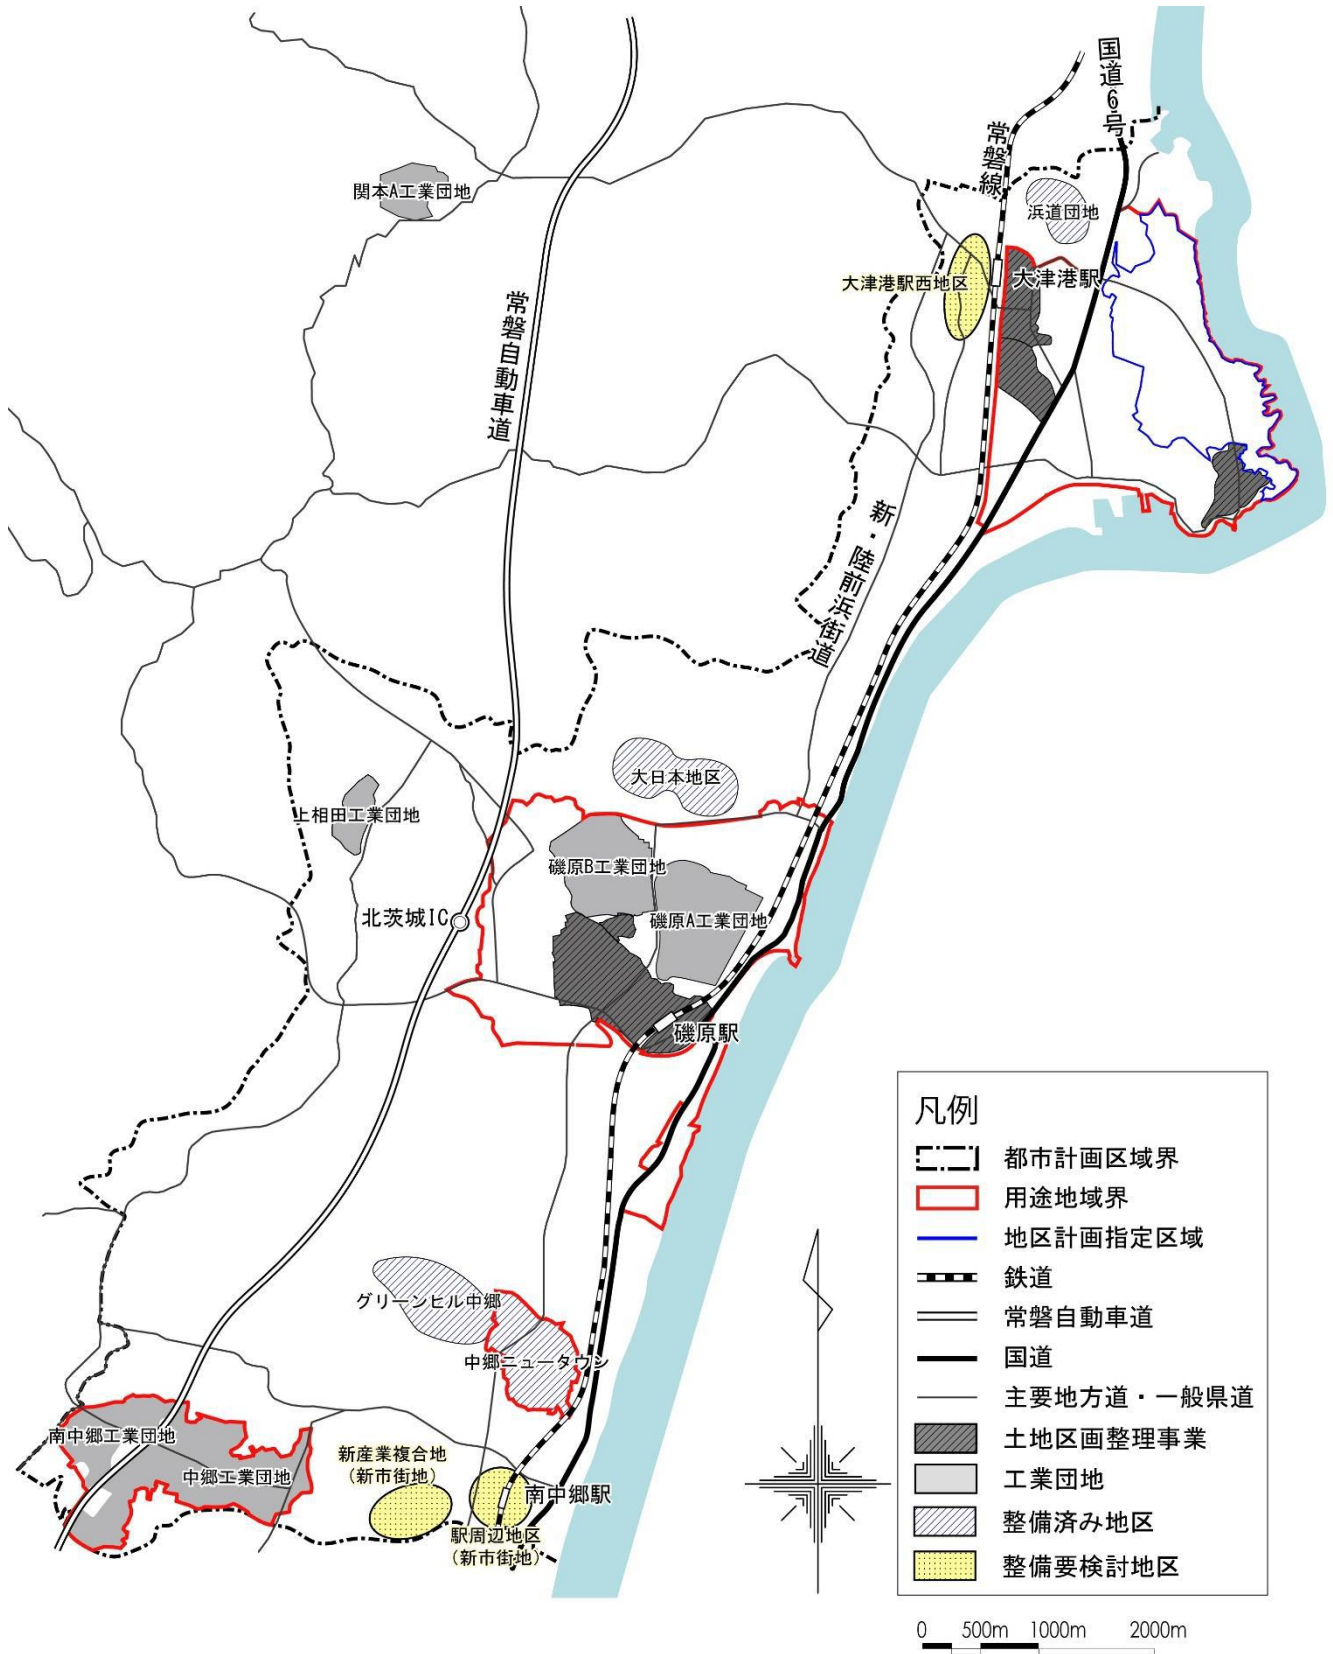 国道6号
常磐線
関本A工業団地
浜道団地
大津港駅
大津港駅西地区
常磐自動車道
新・陸前浜街道
大日本地区
上相田工業団地
磯原B工業団地
磯原A工業団地
北茨城IC
磯原駅
グリーンヒル中郷
中郷ニュータウン
南中郷工業団地
中郷工業団地
新産業複合地
(新市街地)
南中郷駅
駅周辺地区
(新市街地)
凡例
都市計画区域界
用途地域界
地区計画指定区域
鉄道
常磐自動車道
国道
主要地方道・一般県道
土地区画整理事業
工業団地
整備済み地区
整備要検討地区
0 500m 1000m 2000m